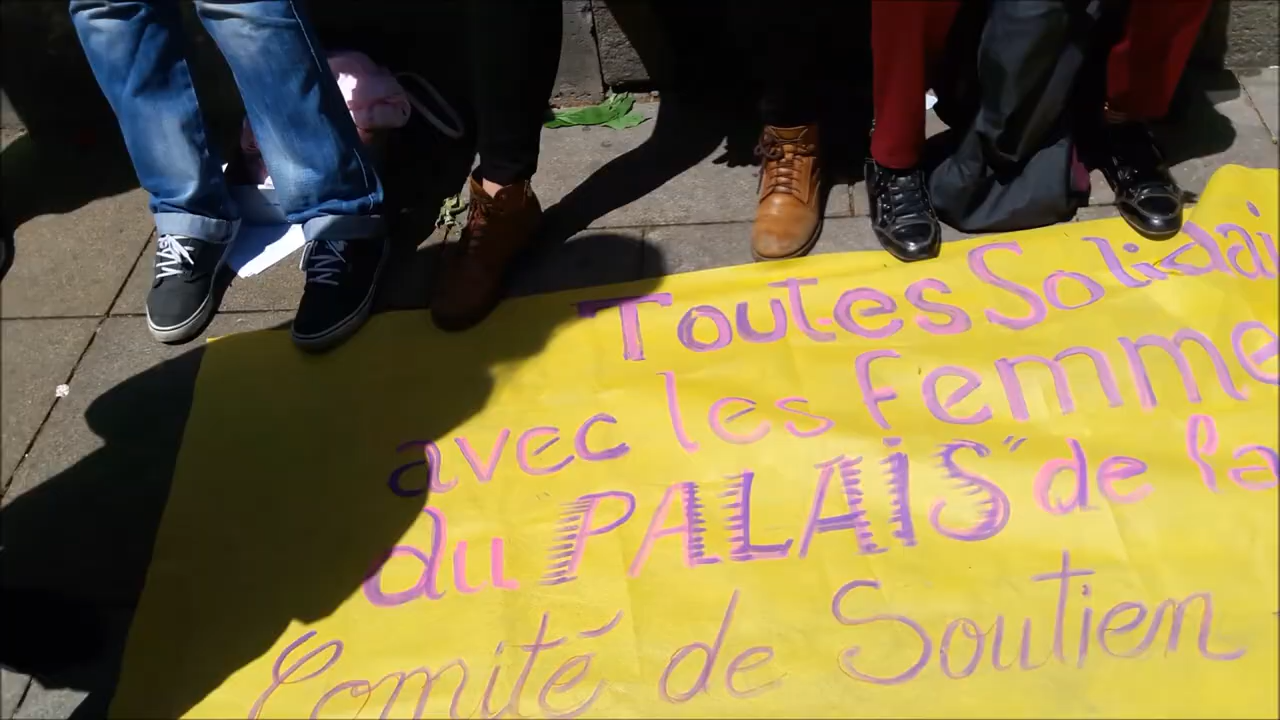 Toutes Solidai
avec les femme
du PALAIS" de la
Comité de Soutien